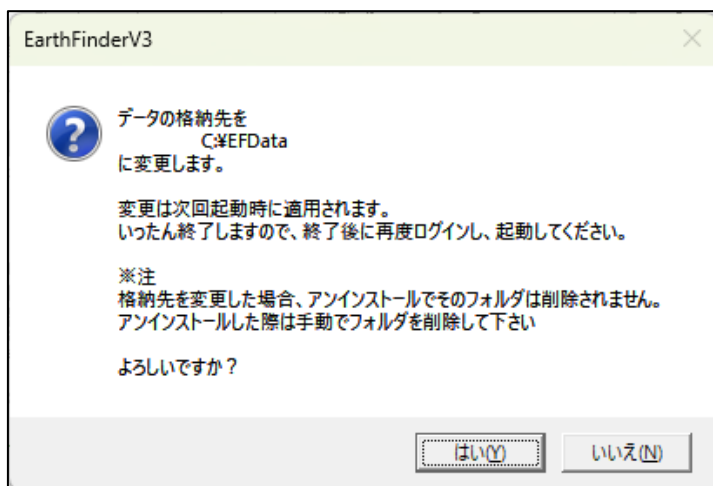 EarthFinderV3
データの格納先を
C:¥EFData
に変更します。
変更は次回起動時に適用されます。
いったん終了しますので、終了後に再度ログインし、起動してください。
※注
格納先を変更した場合、アンインストールでそのフォルダは削除されません。
アンインストールした際は手動でフォルダを削除して下さい
よろしいですか？
はい(Y) いいえ(N)